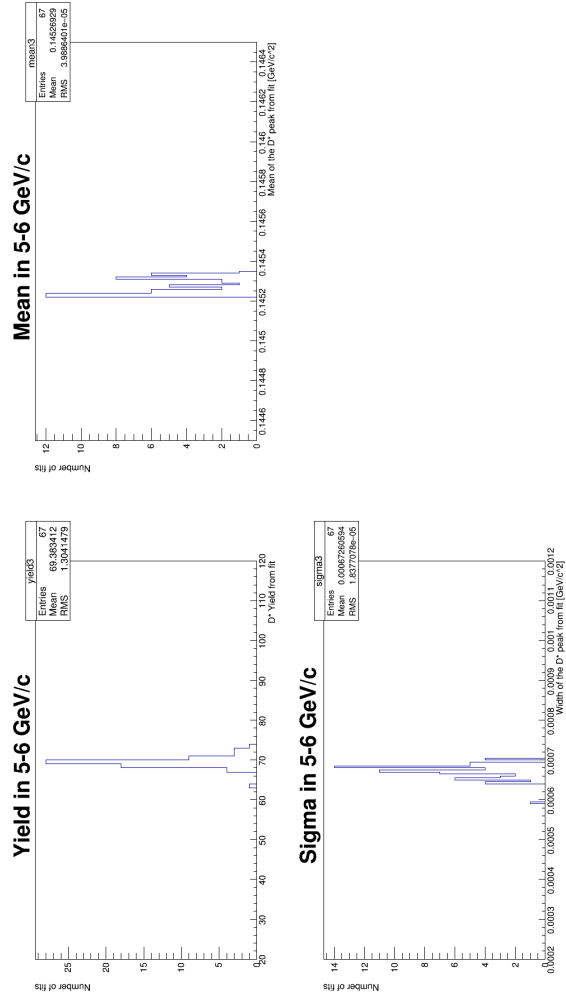 Yield in 5-6 GeV/c
yield3
Entries 67
Mean 69.383412
RMS 1.3041479
Number of fits
25
20
15
10
5
0
20 30 40 50 60 70 80 90 100 110 120
D* Yield from fit
Mean in 5-6 GeV/c
mean3
Entries 67
Mean 0.14526929
RMS 3.9886401e-05
Number of fits
12
10
8
6
4
2
0
0.1446 0.1448 0.145 0.1452 0.1454 0.1456 0.1458 0.146 0.1462 0.1464
Mean of the D* peak from fit [GeV/c^2]
Sigma in 5-6 GeV/c
sigma3
Entries 67
Mean 0.00067260594
RMS 1.8377078e-05
Number of fits
14
12
10
8
6
4
2
0
0.0002 0.0003 0.0004 0.0005 0.0006 0.0007 0.0008 0.0009 0.001 0.0011 0.0012
Width of the D* peak from fit [GeV/c^2]